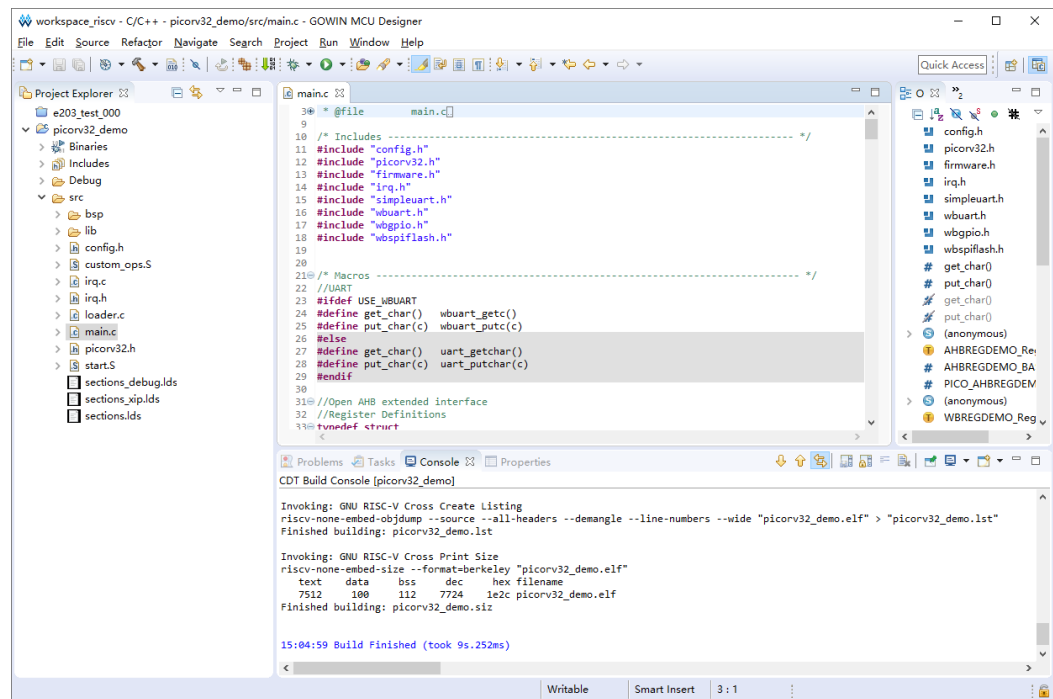 workspace_riscv - C/C++ - picorv32_demo/src/main.c - GOWIN MCU Designer
File Edit Source Refactor Navigate Search Project Run Window Help
Quick Access
Project Explorer
e203_test_000
picorv32_demo
Binaries
Includes
Debug
src
bsp
lib
config.h
custom_ops.S
irq.c
irq.h
loader.c
main.c
picorv32.h
start.S
sections_debug.lds
sections_xip.lds
sections.lds
main.c
3 * @file main.c
9
10 /* Includes ------------------------------------------------------------------ */
11 #include "config.h"
12 #include "picorv32.h"
13 #include "firmware.h"
14 #include "irq.h"
15 #include "simpleuart.h"
16 #include "wbuart.h"
17 #include "wbgpio.h"
18 #include "wbspiflash.h"
19
20
21 /* Macros -------------------------------------------------------------------- */
22 //UART
23 #ifdef USE_WBUART
24 #define get_char() wbuart_getc()
25 #define put_char(c) wbuart_putc(c)
26 #else
27 #define get_char() uart_getchar()
28 #define put_char(c) uart_putchar(c)
29 #endif
30
31 //Open AHB extended interface
32 //Register Definitions
33 typedef struct
O
2
config.h
picorv32.h
firmware.h
irq.h
simpleuart.h
wbuart.h
wbgpio.h
wbspiflash.h
get_char()
put_char()
get_char()
put_char()
(anonymous)
AHBREGDEMO_Reg
AHBREGDEMO_BA
PICO_AHBREGDEM
(anonymous)
WBREGDEMO_Reg
Problems Tasks Console Properties
CDT Build Console [picorv32_demo]
Invoking: GNU RISC-V Cross Create Listing
riscv-none-embed-objdump --source --all-headers --demangle --line-numbers --wide "picorv32_demo.elf" > "picorv32_demo.lst"
Finished building: picorv32_demo.lst
Invoking: GNU RISC-V Cross Print Size
riscv-none-embed-size --format=berkeley "picorv32_demo.elf"
text data bss dec hex filename
7512 100 112 7724 1e2c picorv32_demo.elf
Finished building: picorv32_demo.siz
15:04:59 Build Finished (took 9s.252ms)
Writable Smart Insert 3 : 1